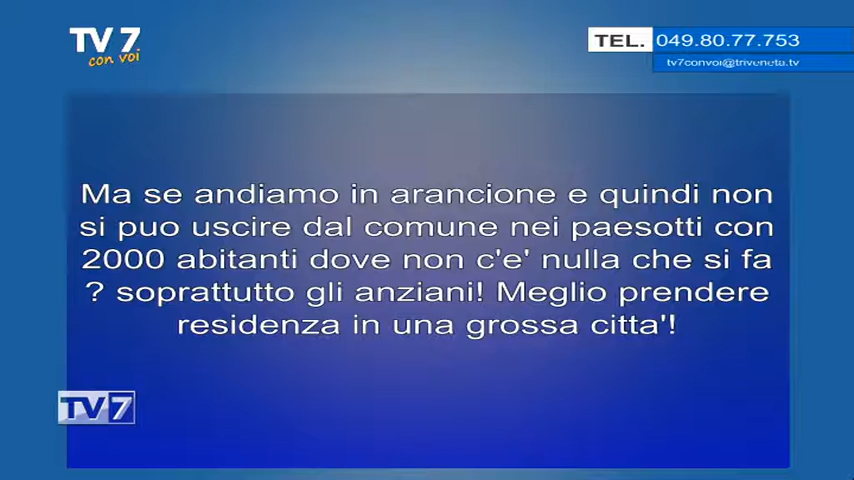 TV 7
con voi
TEL. 049.80.77.753
tv7convoi@triveneta.tv
Ma se andiamo in arancione e quindi non
si puo uscire dal comune nei paesotti con
2000 abitanti dove non c'e' nulla che si fa
? soprattutto gli anziani! Meglio prendere
residenza in una grossa citta'!
TV7